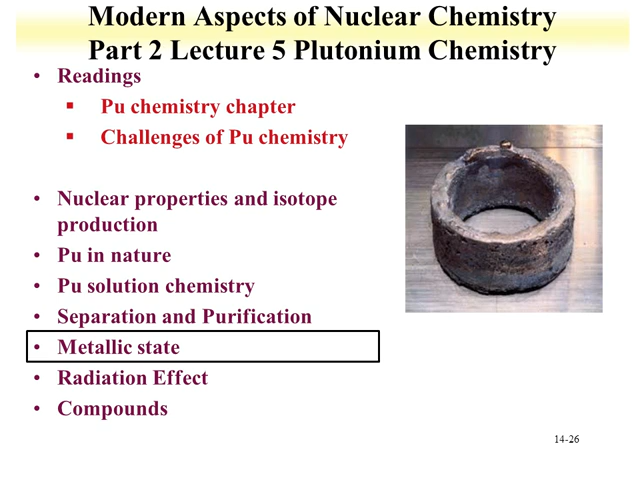 Modern Aspects of Nuclear Chemistry
Part 2 Lecture 5 Plutonium Chemistry
• Readings
▪ Pu chemistry chapter
▪ Challenges of Pu chemistry
• Nuclear properties and isotope
production
• Pu in nature
• Pu solution chemistry
• Separation and Purification
• Metallic state
• Radiation Effect
• Compounds
14-26